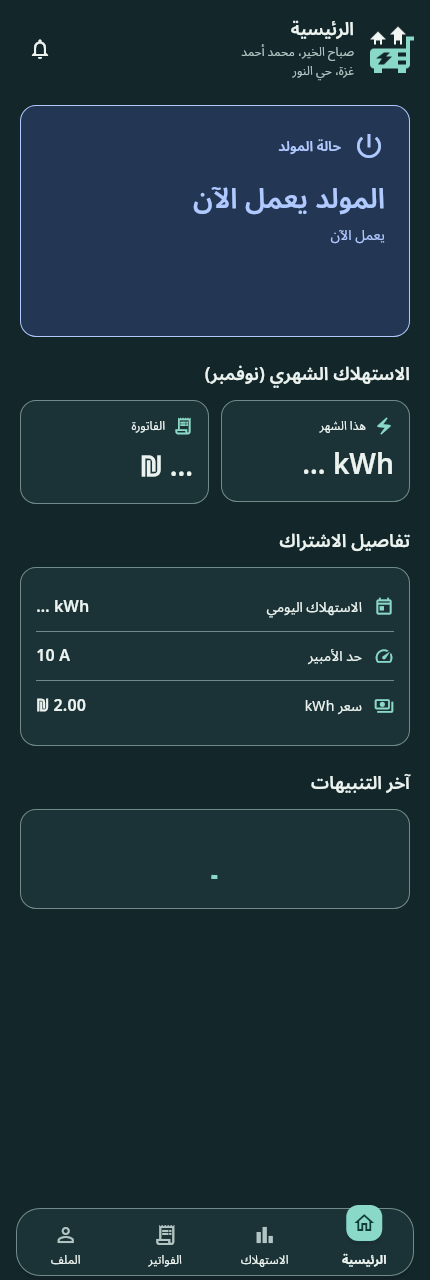 الرئيسية
صباح الخير، محمد أحمد
غزة، حي النور
حالة المولد
المولد يعمل الآن
يعمل الآن
الاستهلاك الشهري (نوفمبر)
هذا الشهر
... kWh
الفاتورة
... ₪
تفاصيل الاشتراك
الاستهلاك اليومي
... kWh
حد الأمبير
10 A
سعر kWh
2.00 ₪
آخر التنبيهات
-
الرئيسية
الاستهلاك
الفواتير
الملف